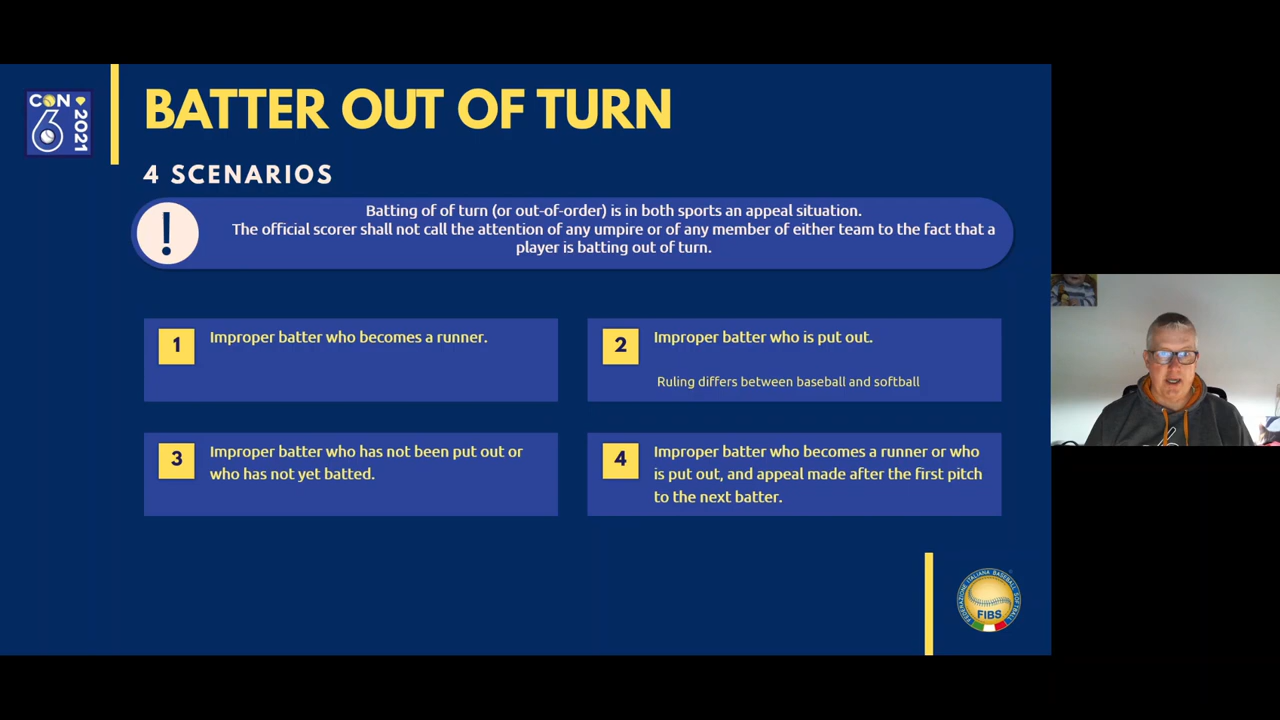 CON
6
2021
BATTER OUT OF TURN
4 SCENARIOS
!
Batting of of turn (or out-of-order) is in both sports an appeal situation.
The official scorer shall not call the attention of any umpire or of any member of either team to the fact that a
player is batting out of turn.
1
Improper batter who becomes a runner.
2
Improper batter who is put out.
Ruling differs between baseball and softball
3
Improper batter who has not been put out or
who has not yet batted.
4
Improper batter who becomes a runner or who
is put out, and appeal made after the first pitch
to the next batter.
FEDERAZIONE ITALIANA BASEBALL SOFTBALL
FIBS